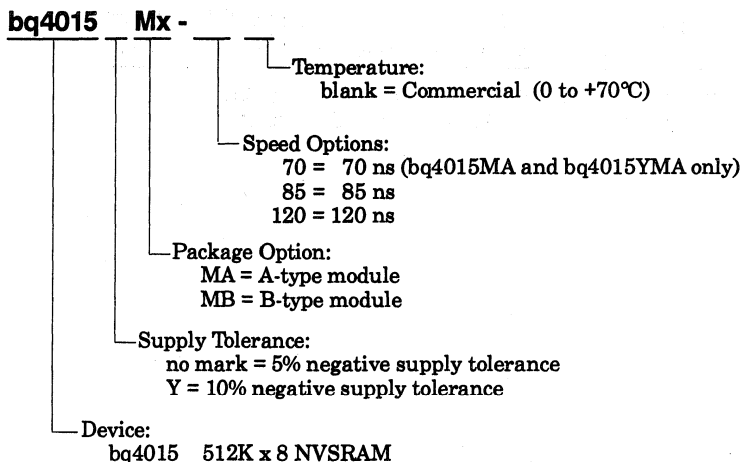 bq4015 Mx -
Temperature:
blank = Commercial (0 to +70°C)
Speed Options:
70 = 70 ns (bq4015MA and bq4015YMA only)
85 = 85 ns
120 = 120 ns
Package Option:
MA = A-type module
MB = B-type module
Supply Tolerance:
no mark = 5% negative supply tolerance
Y = 10% negative supply tolerance
Device:
bq4015 512K x 8 NVSRAM